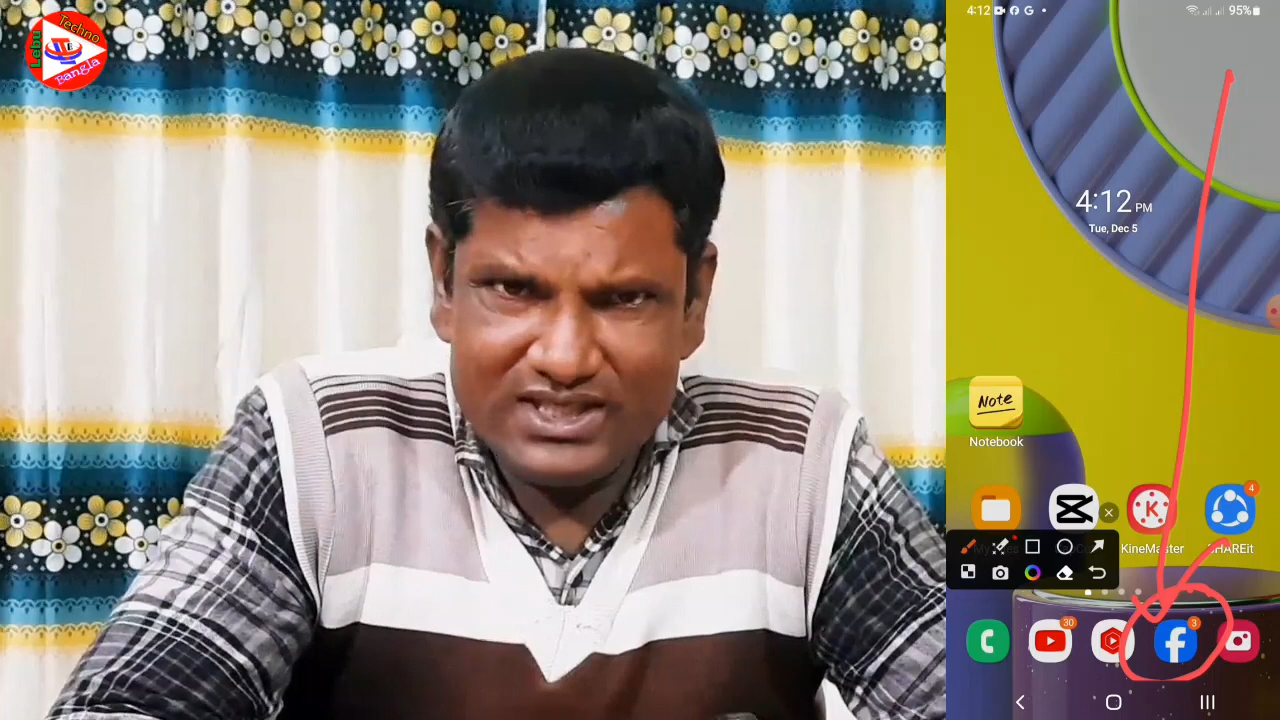 Lebu
Techno
Bangla
4:12
95%
4:12 PM
Tue, Dec 5
Note
Notebook
4
KineMaster
SHAREit
30
3